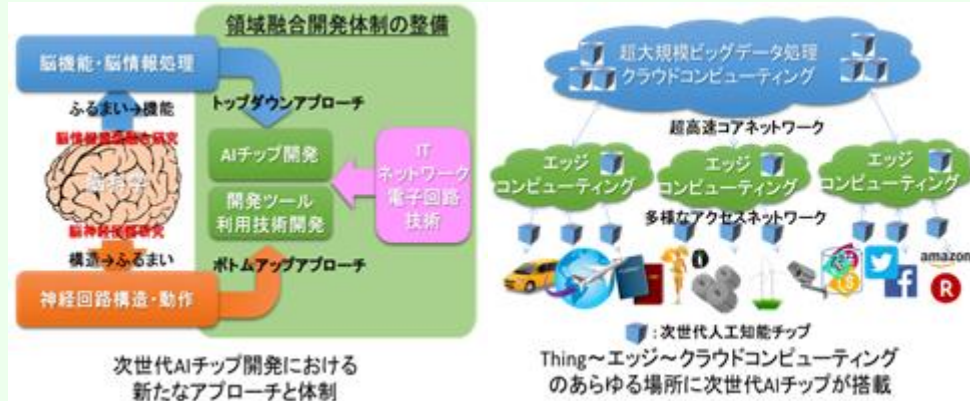 領域融合開発体制の整備
脳機能・脳情報処理
ふるまい→機能
トップダウンアプローチ
AIチップ開発
開発ツール
利用技術開発
IT
ネットワーク
電子回路
技術
脳科学
構造→ふるまい
ボトムアップアプローチ
神経回路構造・動作
次世代AIチップ開発における
新たなアプローチと体制
超大規模ビッグデータ処理
クラウドコンピューティング
超高速コアネットワーク
エッジ
コンピューティング
エッジ
コンピューティング
エッジ
コンピューティング
多様なアクセスネットワーク
amazon
R
:次世代人工知能チップ
Thing～エッジ～クラウドコンピューティング
のあらゆる場所に次世代AIチップが搭載